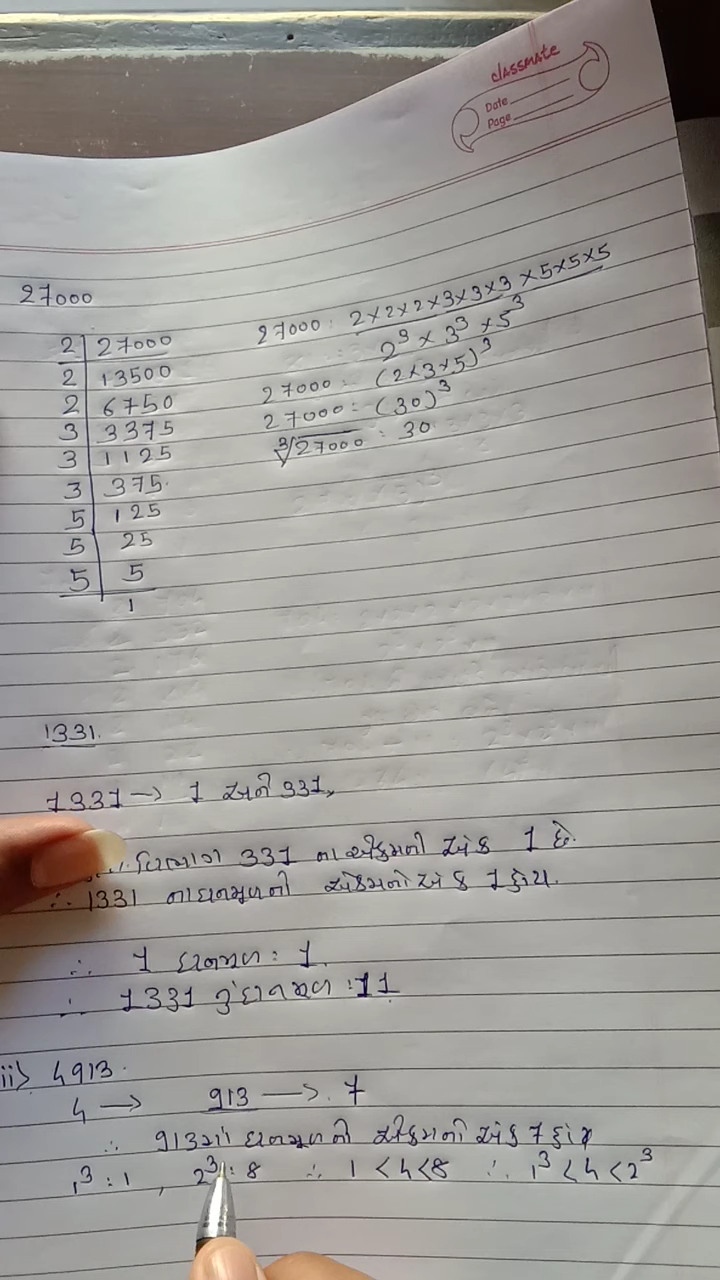 classmate
Date
Page
27000
2 | 27000
2 | 13500
2 | 6750
3 | 3375
3 | 1125
3 | 375
5 | 125
5 | 25
5 | 5
1
27000 : 2×2×2×3×3×3×5×5×5
2³ × 3³ × 5³
27000 : (2×3×5)³
27000 = (30)³
∛27000 : 30
1331.
1331 → 1 અને 331,
વિભાગ 331 ના એકમનો અંક 1 છે.
∴ 1331 ના ઘનમુળનો એકમનો અંક 1 હોય.
∴ 1 ઘનમુળ : 1.
∴ 1331 નું ઘનમુળ : 11
ii> 4913.
4 → 913 → 7
∴ 913માં ઘનમુળનો એકમનો અંક 7 હોય
1³ : 1 , 2³ : 8 ∴ 1 < 4 < 8 ∴ 1³ < 4 < 2³